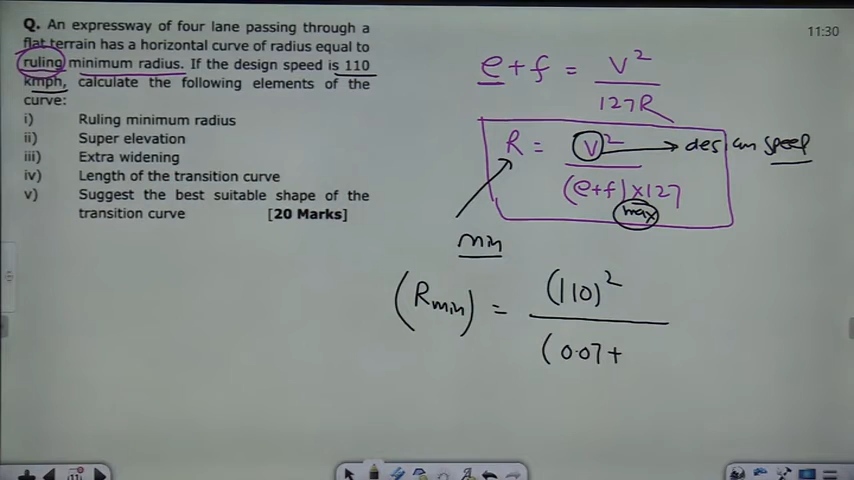 Q. An expressway of four lane passing through a
flat terrain has a horizontal curve of radius equal to
ruling minimum radius. If the design speed is 110
kmph, calculate the following elements of the
curve:
i) Ruling minimum radius
ii) Super elevation
iii) Extra widening
iv) Length of the transition curve
v) Suggest the best suitable shape of the
transition curve [20 Marks]
11:30
e+f = V²
127R
R = V² → design speed
(e+f)×127
max
min
(Rmin) = (110)²
(0.07+
(11)